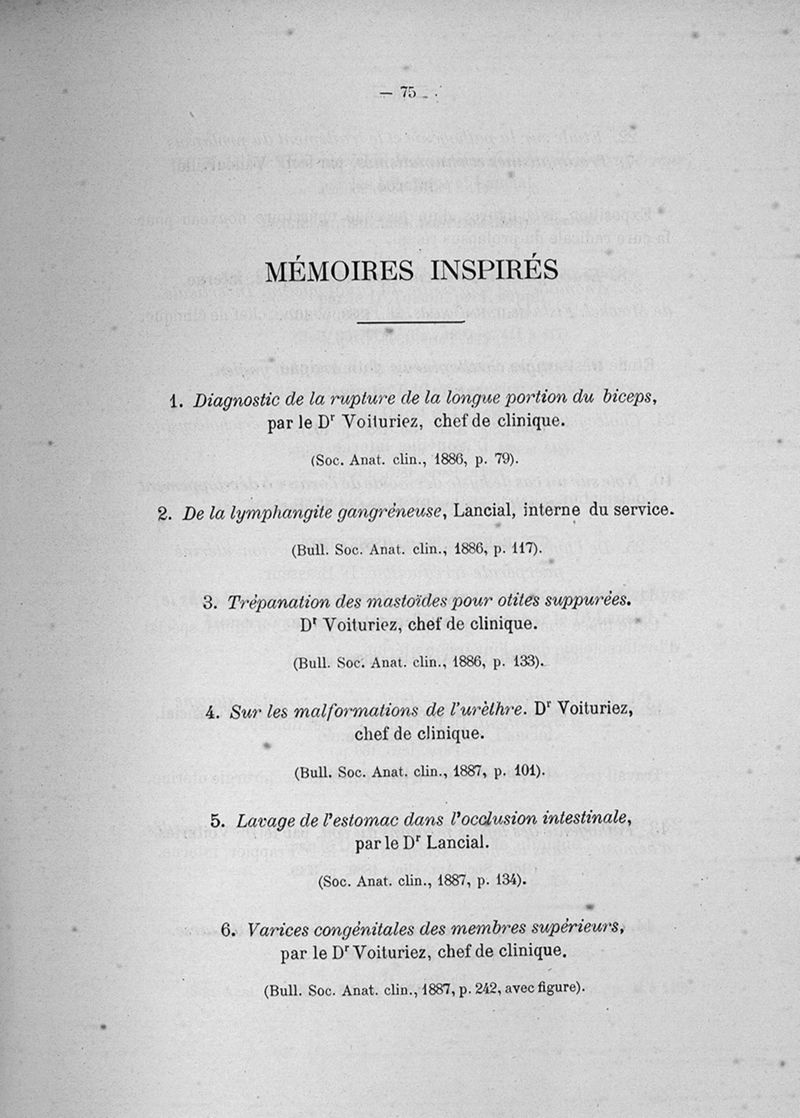 — 75 —
MÉMOIRES INSPIRÉS
1. Diagnostic de la rupture de la longue portion du biceps,
par le Dr Voituriez, chef de clinique.
(Soc. Anat. clin., 1886, p. 79).
2. De la lymphangite gangréneuse, Lancial, interne du service.
(Bull. Soc. Anat. clin., 1886, p. 117).
3. Trépanation des mastoïdes pour otites suppurées.
Dr Voituriez, chef de clinique.
(Bull. Soc. Anat. clin., 1886, p. 133).
4. Sur les malformations de l'urèthre. Dr Voituriez,
chef de clinique.
(Bull. Soc. Anat. clin., 1887, p. 101).
5. Lavage de l'estomac dans l'occlusion intestinale,
par le Dr Lancial.
(Soc. Anat. clin., 1887, p. 134).
6. Varices congénitales des membres supérieurs,
par le Dr Voituriez, chef de clinique.
(Bull. Soc. Anat. clin., 1887, p. 242, avec figure).